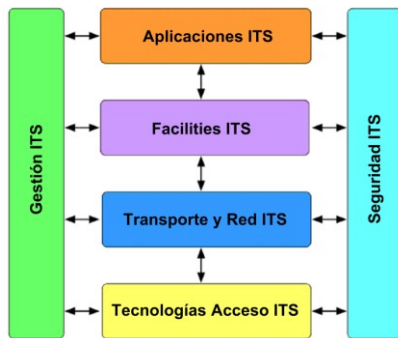 Aplicaciones ITS
Facilities ITS
Transporte y Red ITS
Tecnologías Acceso ITS
Gestión ITS
Seguridad ITS